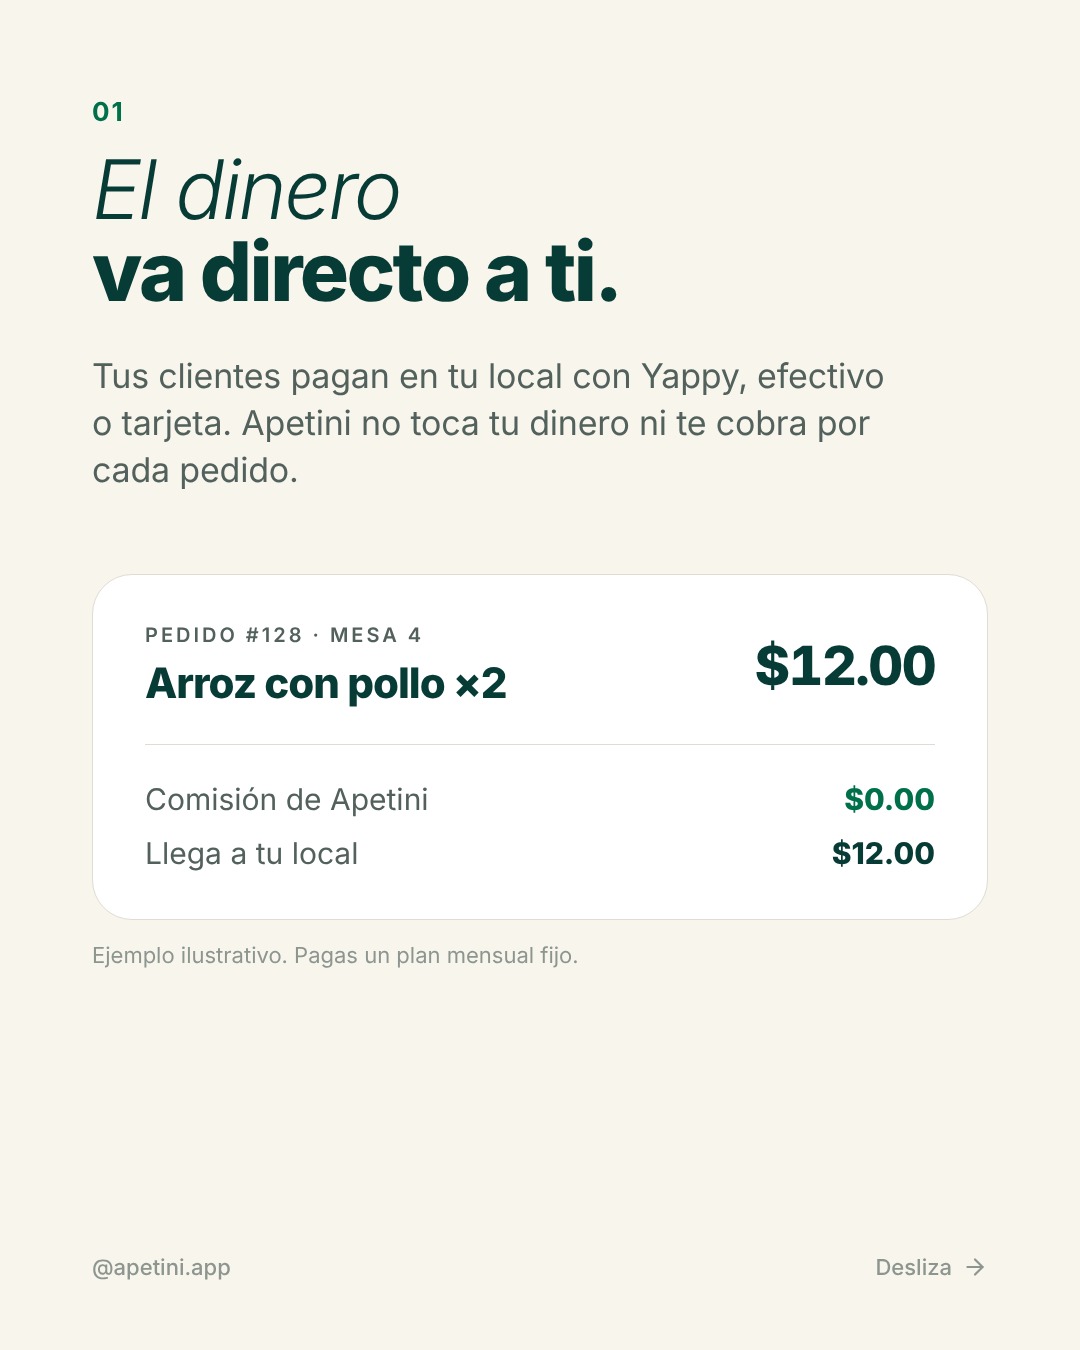 01
El dinero
va directo a ti.
Tus clientes pagan en tu local con Yappy, efectivo
o tarjeta. Apetini no toca tu dinero ni te cobra por
cada pedido.
PEDIDO #128 · MESA 4
Arroz con pollo ×2
$12.00
Comisión de Apetini $0.00
Llega a tu local $12.00
Ejemplo ilustrativo. Pagas un plan mensual fijo.
@apetini.app
Desliza →